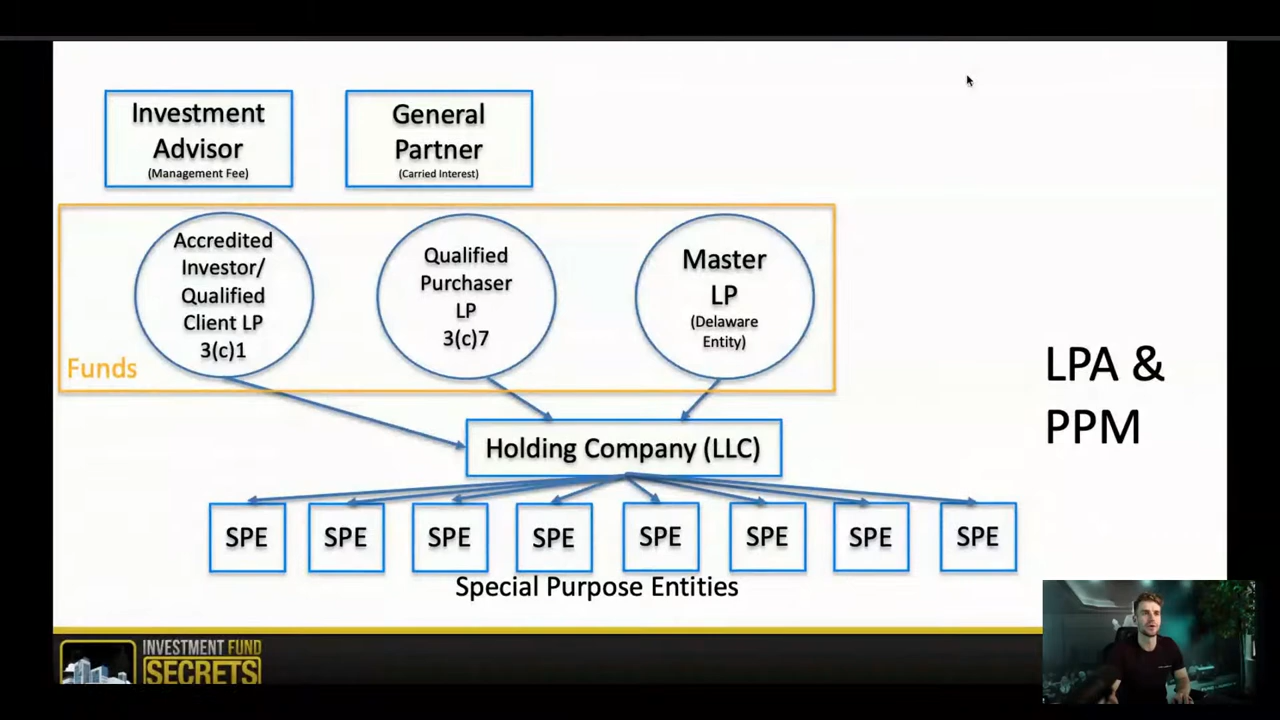 Investment
Advisor
(Management Fee)
General
Partner
(Carried Interest)
Accredited
Investor/
Qualified
Client LP
3(c)1
Qualified
Purchaser
LP
3(c)7
Master
LP
(Delaware
Entity)
Funds
LPA &
PPM
Holding Company (LLC)
SPE
SPE
SPE
SPE
SPE
SPE
SPE
SPE
Special Purpose Entities
INVESTMENT FUND
SECRETS